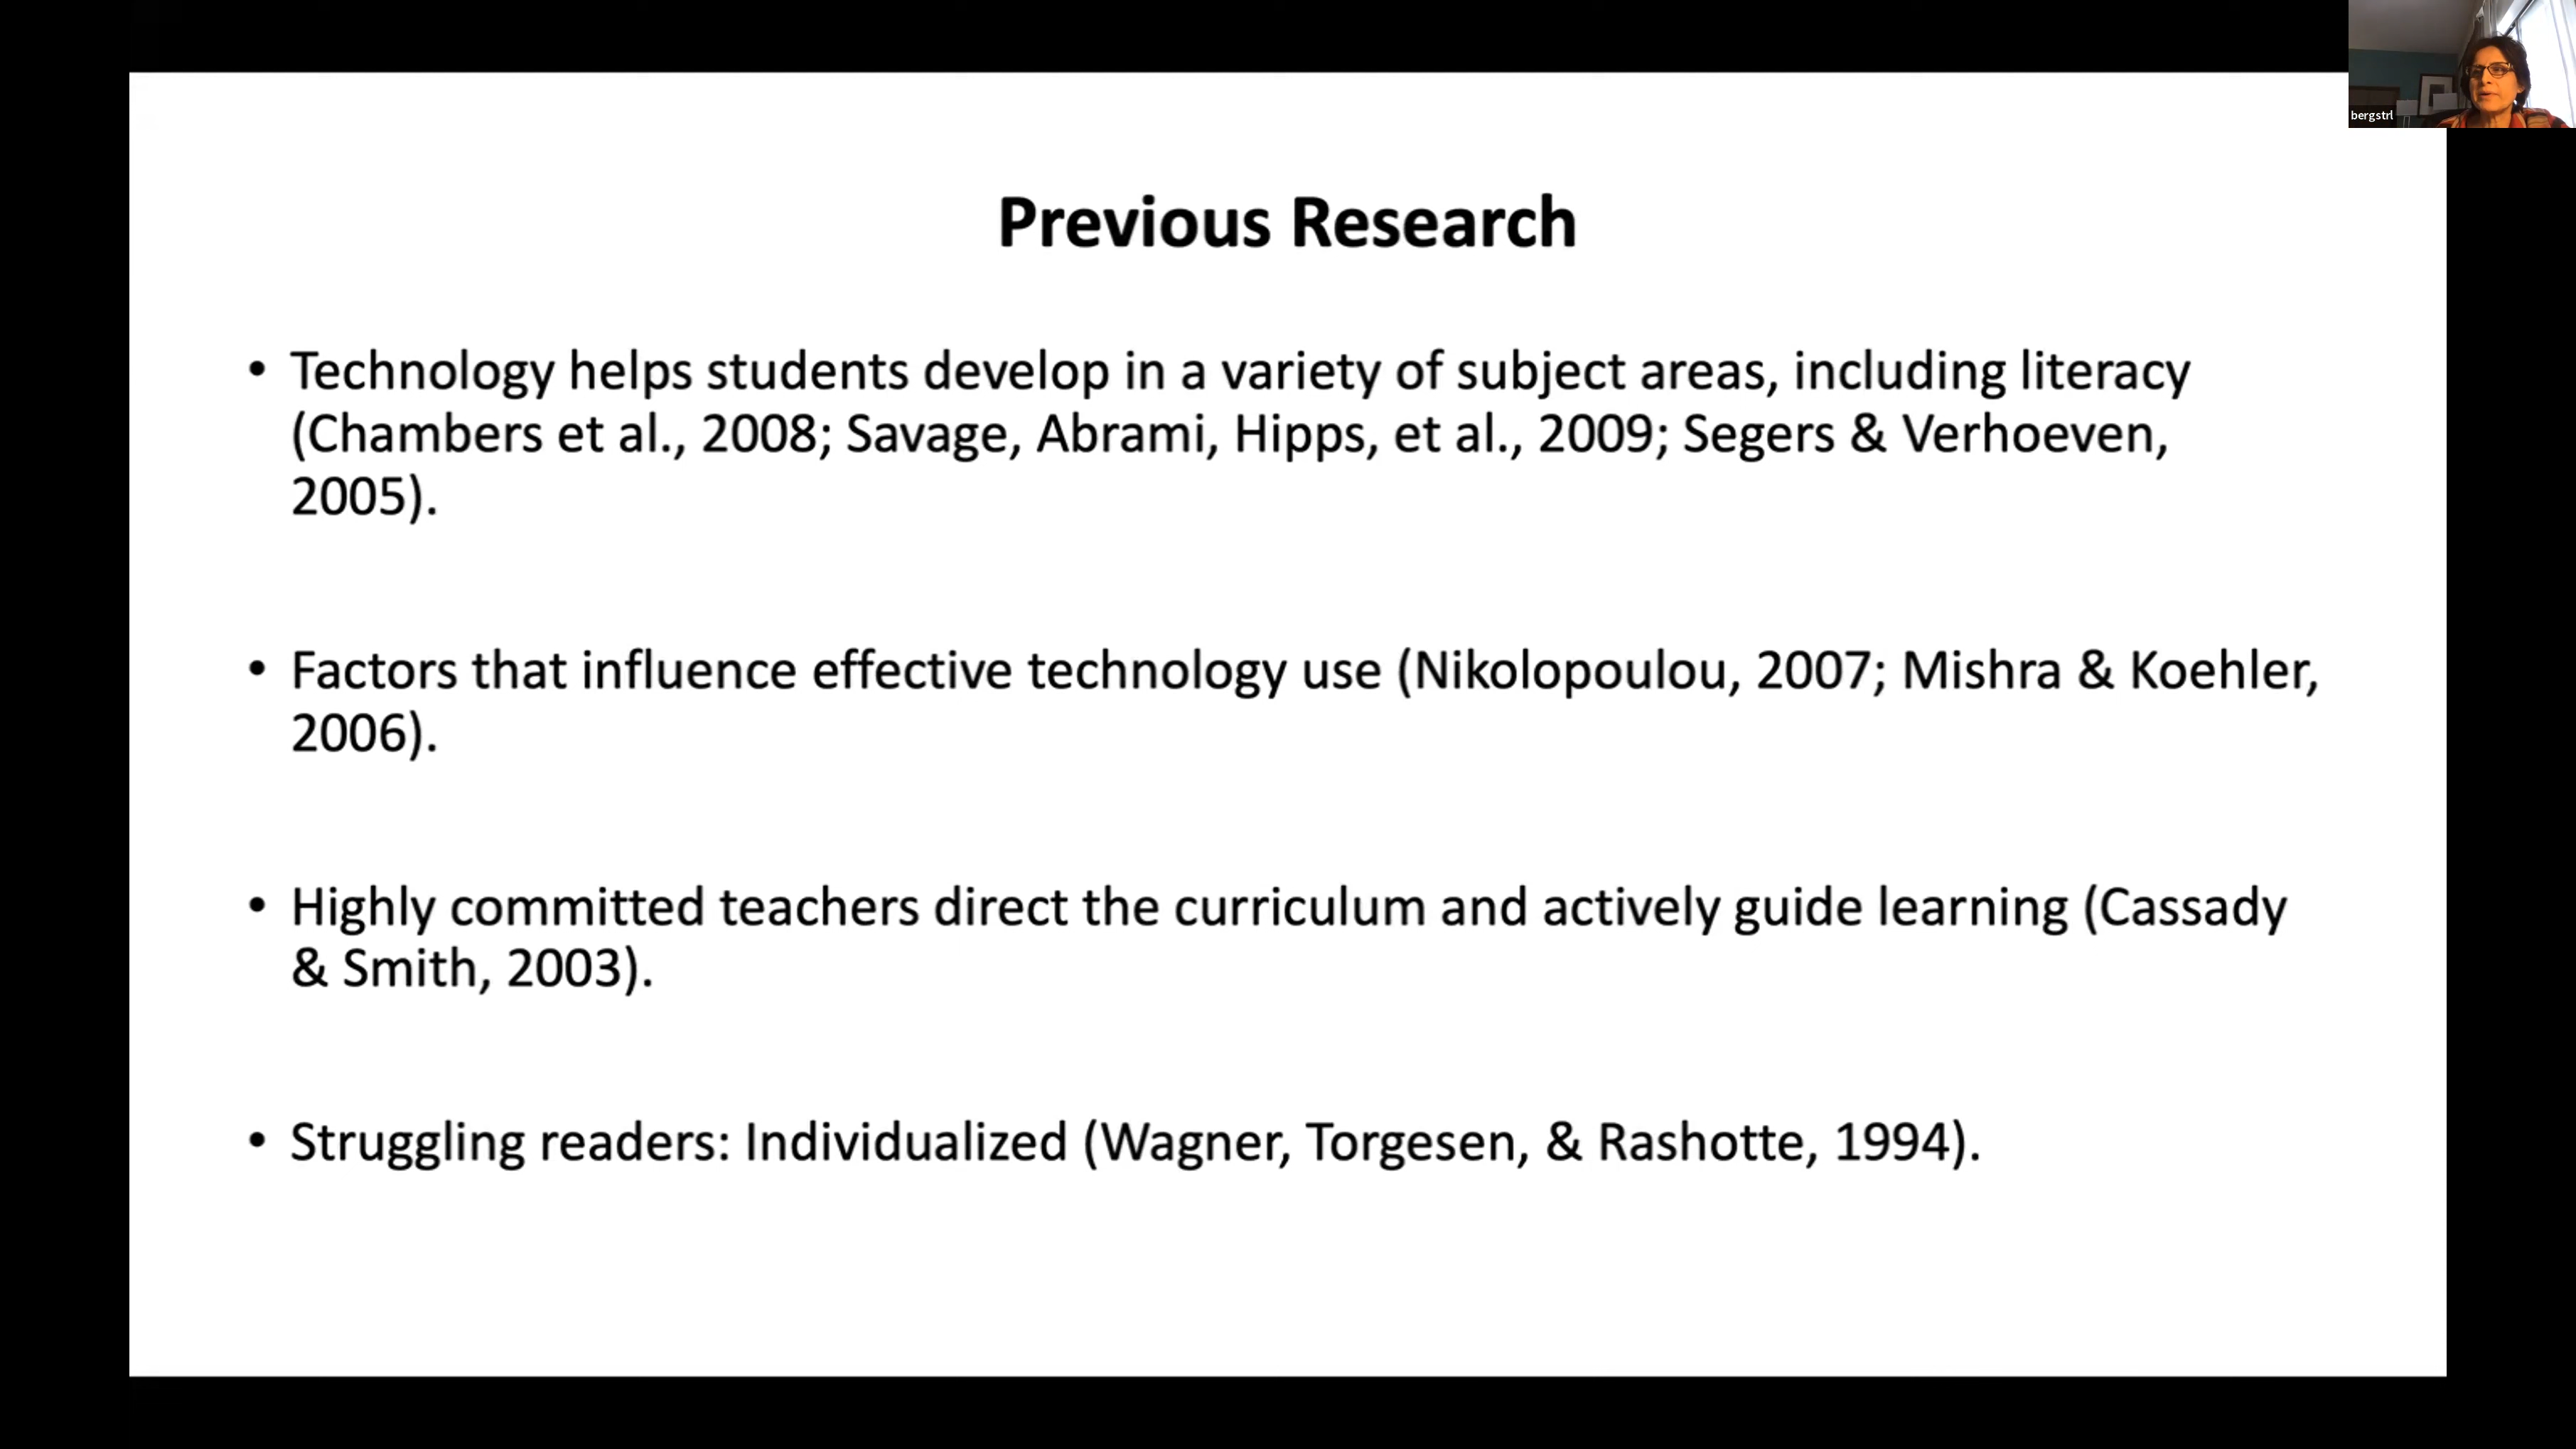 bergstrl
Previous Research
• Technology helps students develop in a variety of subject areas, including literacy
(Chambers et al., 2008; Savage, Abrami, Hipps, et al., 2009; Segers & Verhoeven,
2005).
• Factors that influence effective technology use (Nikolopoulou, 2007; Mishra & Koehler,
2006).
• Highly committed teachers direct the curriculum and actively guide learning (Cassady
& Smith, 2003).
• Struggling readers: Individualized (Wagner, Torgesen, & Rashotte, 1994).